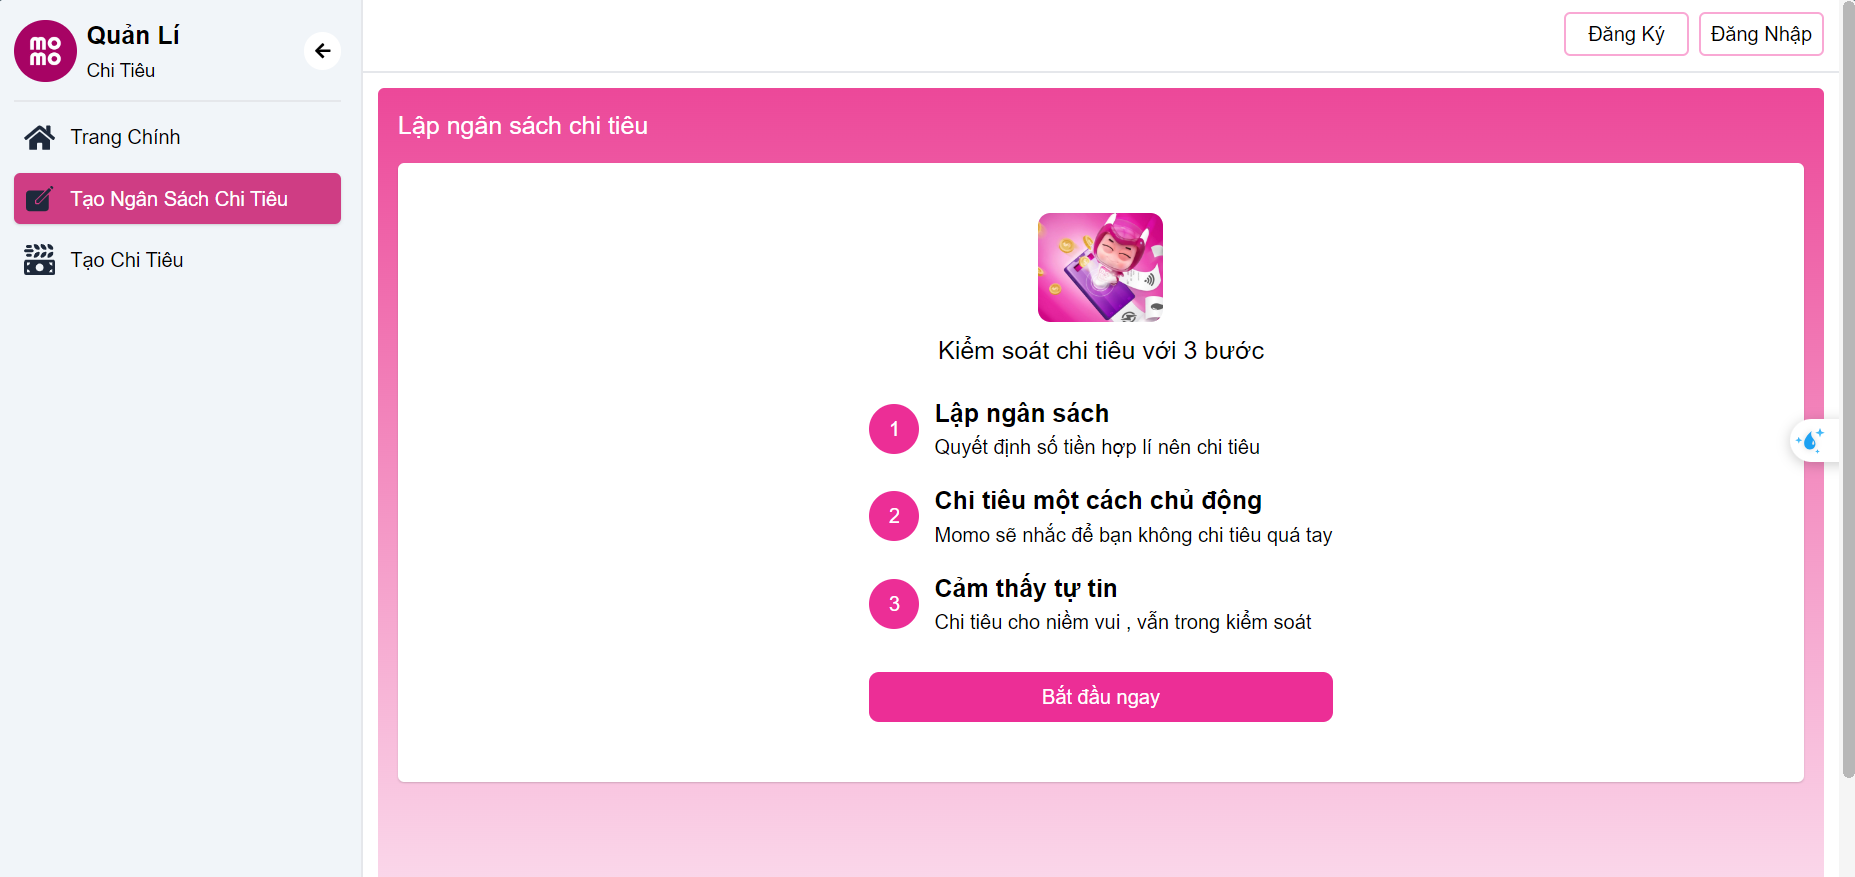 momo
Quản Lí
Chi Tiêu
Trang Chính
Tạo Ngân Sách Chi Tiêu
Tạo Chi Tiêu
Đăng Ký
Đăng Nhập
Lập ngân sách chi tiêu
Kiểm soát chi tiêu với 3 bước
1
Lập ngân sách
Quyết định số tiền hợp lí nên chi tiêu
2
Chi tiêu một cách chủ động
Momo sẽ nhắc để bạn không chi tiêu quá tay
3
Cảm thấy tự tin
Chi tiêu cho niềm vui , vẫn trong kiểm soát
Bắt đầu ngay